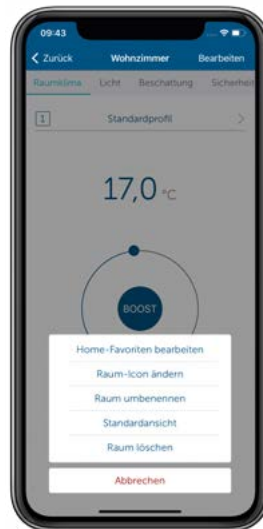 09:43
Zurück Wohnzimmer Bearbeiten
Raumklima Licht Beschattung Sicherheit
1 Standardprofil
17,0 °C
BOOST
Home-Favoriten bearbeiten
Raum-Icon ändern
Raum umbenennen
Standardansicht
Raum löschen
Abbrechen